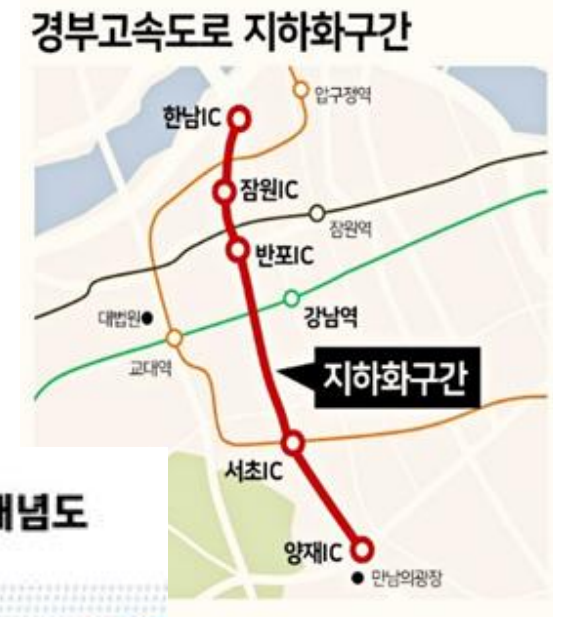 경부고속도로 지하화구간
압구정역
한남IC
잠원IC
잠원역
반포IC
대법원
강남역
교대역
지하화구간
서초IC
념도
양재IC
만남의광장